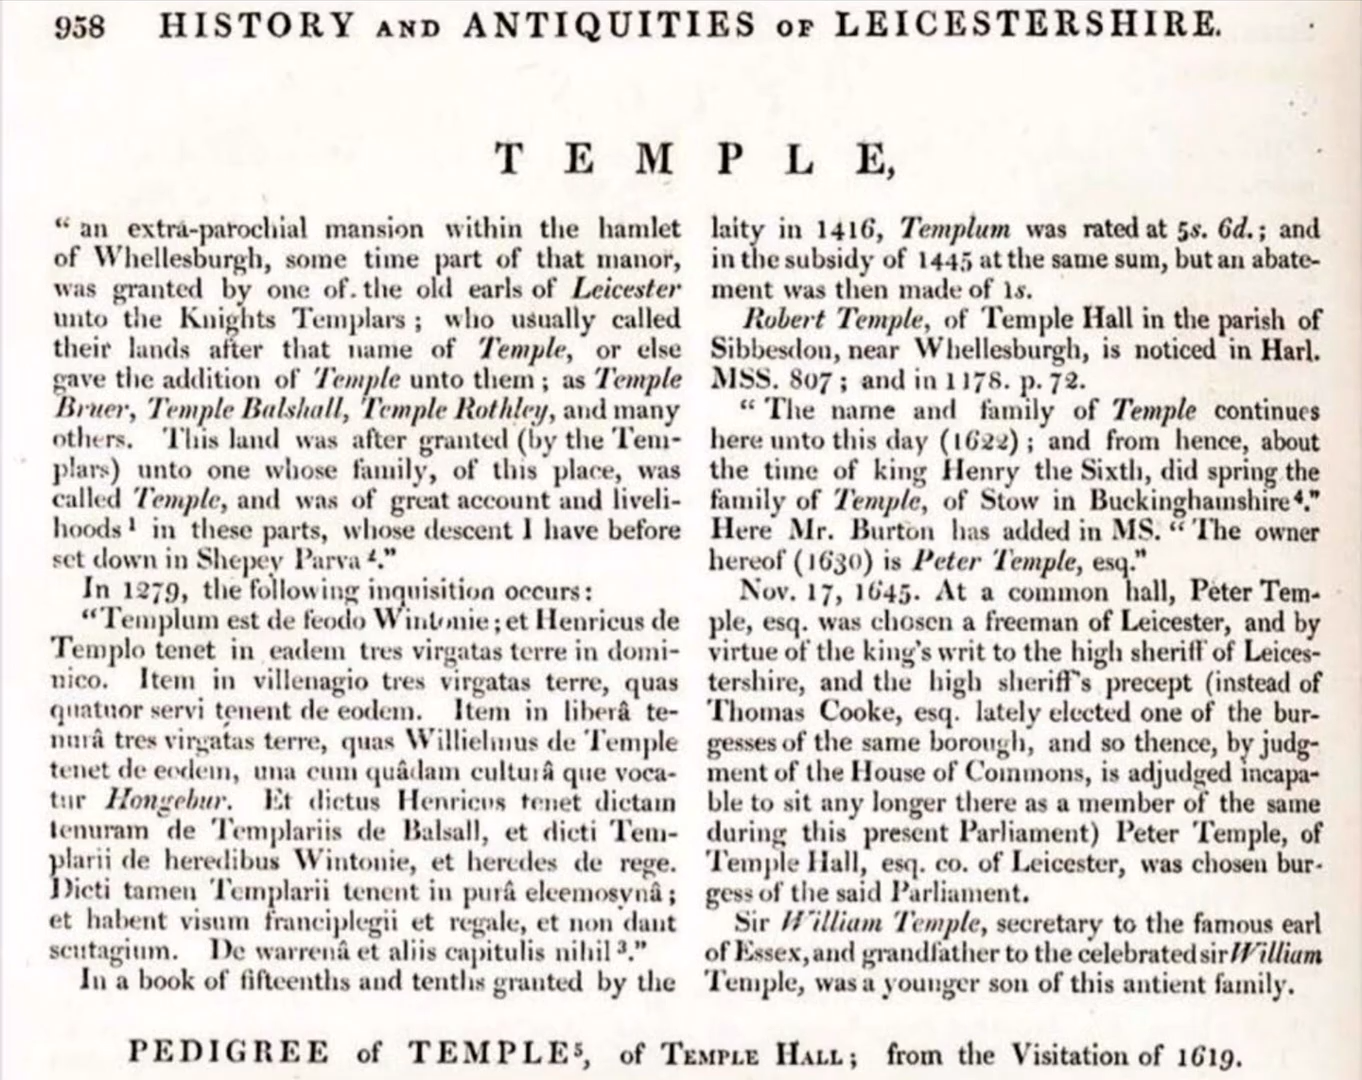 958 HISTORY AND ANTIQUITIES OF LEICESTERSHIRE.
TEMPLE,
“ an extra-parochial mansion within the hamlet
of Whellesburgh, some time part of that manor,
was granted by one of the old earls of Leicester
unto the Knights Templars ; who usually called
their lands after that name of Temple, or else
gave the addition of Temple unto them ; as Temple
Bruer, Temple Balshall, Temple Rothley, and many
others. This land was after granted (by the Tem-
plars) unto one whose family, of this place, was
called Temple, and was of great account and liveli-
hoods¹ in these parts, whose descent I have before
set down in Shepey Parva².”
In 1279, the following inquisition occurs :
“Templum est de feodo Wintonie ; et Henricus de
Templo tenet in eadem tres virgatas terre in domi-
nico. Item in villenagio tres virgatas terre, quas
quatuor servi tenent de eodem. Item in liberâ te-
nurâ tres virgatas terre, quas Willielmus de Temple
tenet de eodem, una cum quâdam culturâ que voca-
tur Hongebur. Et dictus Henricus tenet dictam
tenuram de Templariis de Balsall, et dicti Tem-
plarii de heredibus Wintonie, et heredes de rege.
Dicti tamen Templarii tenent in purâ eleemosynâ ;
et habent visum franciplegii et regale, et non dant
scutagium. De warrenâ et aliis capitulis nihil³.”
In a book of fifteenths and tenths granted by the
laity in 1416, Templum was rated at 5s. 6d. ; and
in the subsidy of 1445 at the same sum, but an abate-
ment was then made of 1s.
Robert Temple, of Temple Hall in the parish of
Sibbesdon, near Whellesburgh, is noticed in Harl.
MSS. 807 ; and in 1178. p. 72.
“ The name and family of Temple continues
here unto this day (1622) ; and from hence, about
the time of king Henry the Sixth, did spring the
family of Temple, of Stow in Buckinghamshire⁴.”
Here Mr. Burton has added in MS. “ The owner
hereof (1630) is Peter Temple, esq.”
Nov. 17, 1645. At a common hall, Peter Tem-
ple, esq. was chosen a freeman of Leicester, and by
virtue of the king's writ to the high sheriff of Leices-
tershire, and the high sheriff's precept (instead of
Thomas Cooke, esq. lately elected one of the bur-
gesses of the same borough, and so thence, by judg-
ment of the House of Commons, is adjudged incapa-
ble to sit any longer there as a member of the same
during this present Parliament) Peter Temple, of
Temple Hall, esq. co. of Leicester, was chosen bur-
gess of the said Parliament.
Sir William Temple, secretary to the famous earl
of Essex, and grandfather to the celebrated sir William
Temple, was a younger son of this antient family.
PEDIGREE of TEMPLE⁵, of TEMPLE HALL ; from the Visitation of 1619.